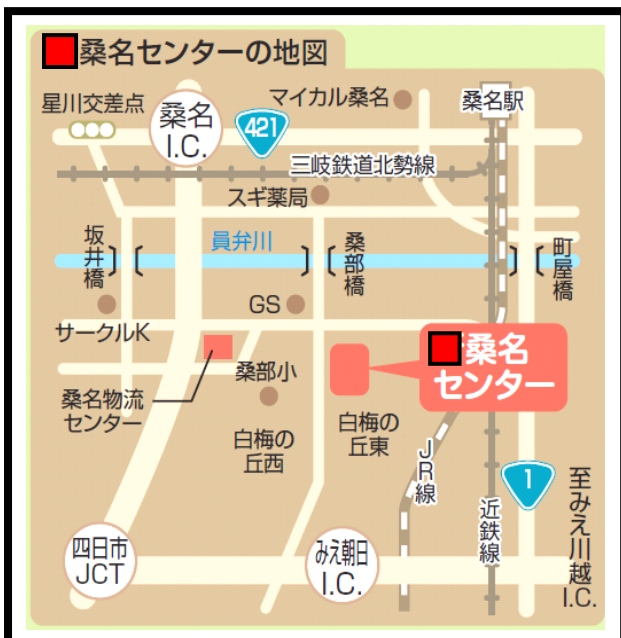 桑名センターの地図
星川交差点
桑名
I.C.
421
マイカル桑名
桑名駅
三岐鉄道北勢線
スギ薬局
坂井橋
員弁川
桑部橋
町屋橋
サークルK
GS
桑名
センター
桑名物流
センター
桑部小
白梅の
丘西
白梅の
丘東
JR線
近鉄線
1
至みえ川越I.C.
四日市
JCT
みえ朝日
I.C.